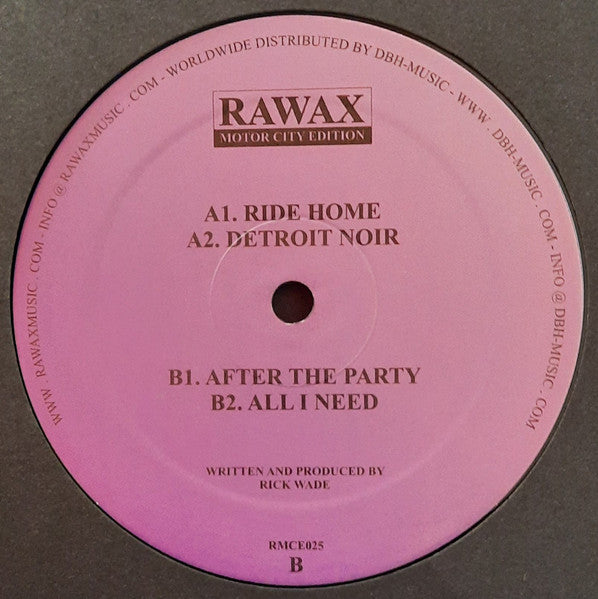 WWW . RAWAXMUSIC . COM - INFO @ RAWAXMUSIC . COM - WORLDWIDE DISTRIBUTED BY DBH-MUSIC - WWW . DBH-MUSIC . COM - INFO @ DBH-MUSIC . COM
RAWAX
MOTOR CITY EDITION
A1. RIDE HOME
A2. DETROIT NOIR
B1. AFTER THE PARTY
B2. ALL I NEED
WRITTEN AND PRODUCED BY
RICK WADE
RMCE025
B